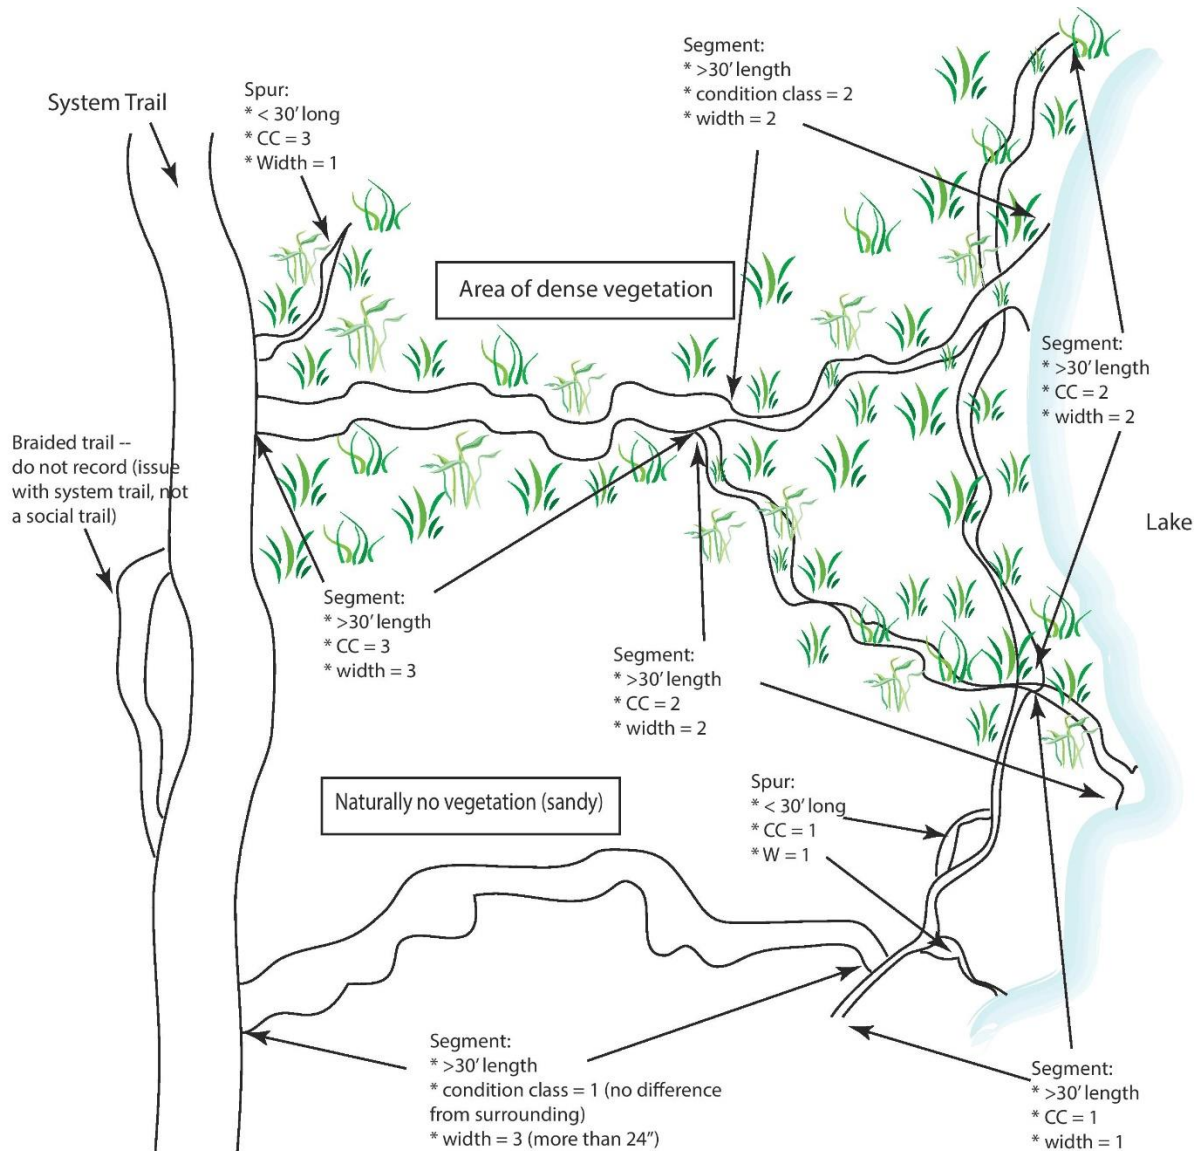 System Trail
Spur:
* < 30' long
* CC = 3
* Width = 1
Segment:
* >30' length
* condition class = 2
* width = 2
Area of dense vegetation
Segment:
* >30' length
* CC = 2
* width = 2
Braided trail --
do not record (issue
with system trail, not
a social trail)
Lake
Segment:
* >30' length
* CC = 3
* width = 3
Segment:
* >30' length
* CC = 2
* width = 2
Naturally no vegetation (sandy)
Spur:
* < 30' long
* CC = 1
* W = 1
Segment:
* >30' length
* condition class = 1 (no difference
from surrounding)
* width = 3 (more than 24”)
Segment:
* >30' length
* CC = 1
* width = 1